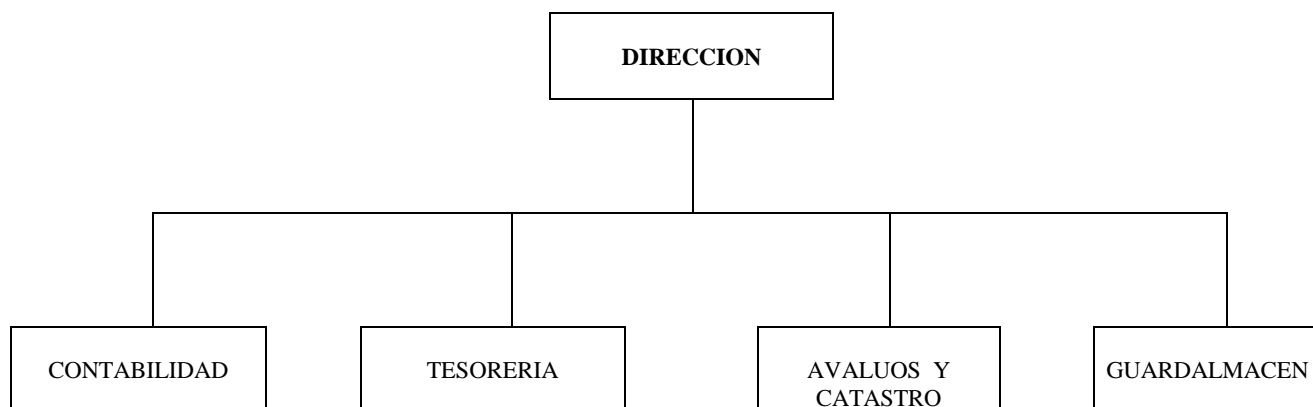 DIRECCION
CONTABILIDAD
TESORERIA
AVALUOS Y
CATASTRO
GUARDALMACEN